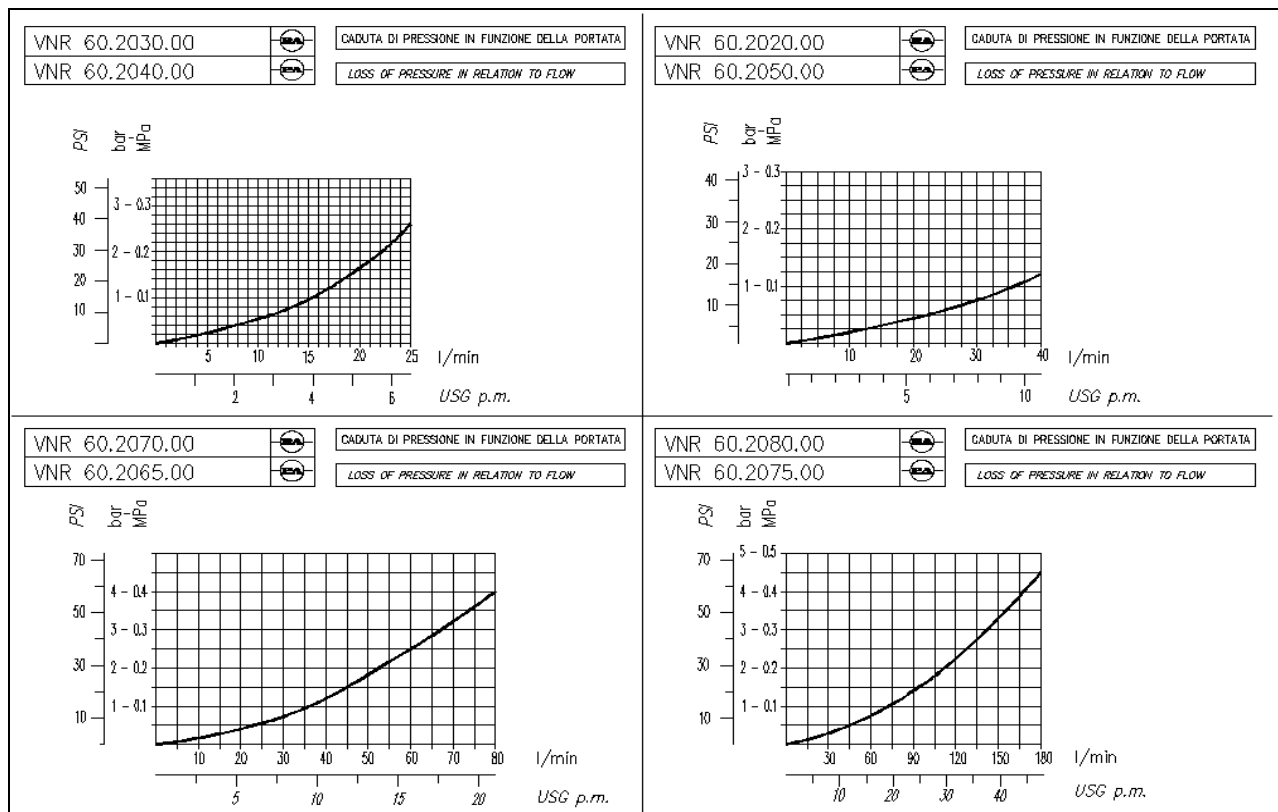 VNR 60.2030.00
VNR 60.2040.00
PA
PA
CADUTA DI PRESSIONE IN FUNZIONE DELLA PORTATA
LOSS OF PRESSURE IN RELATION TO FLOW
PSI
bar-
MPa
50
40
30
20
10
3 - 0.3
2 - 0.2
1 - 0.1
5 10 15 20 25 l/min
2 4 6 USG p.m.
VNR 60.2020.00
VNR 60.2050.00
PA
PA
CADUTA DI PRESSIONE IN FUNZIONE DELLA PORTATA
LOSS OF PRESSURE IN RELATION TO FLOW
PSI
bar-
MPa
40
30
20
10
3 - 0.3
2 - 0.2
1 - 0.1
10 20 30 40 l/min
5 10 USG p.m.
VNR 60.2070.00
VNR 60.2065.00
PA
PA
CADUTA DI PRESSIONE IN FUNZIONE DELLA PORTATA
LOSS OF PRESSURE IN RELATION TO FLOW
PSI
bar-
MPa
70
50
30
10
4 - 0.4
3 - 0.3
2 - 0.2
1 - 0.1
10 20 30 40 50 60 70 80 l/min
5 10 15 20 USG p.m.
VNR 60.2080.00
VNR 60.2075.00
PA
PA
CADUTA DI PRESSIONE IN FUNZIONE DELLA PORTATA
LOSS OF PRESSURE IN RELATION TO FLOW
PSI
bar-
MPa
70
50
30
10
5 - 0.5
4 - 0.4
3 - 0.3
2 - 0.2
1 - 0.1
30 60 90 120 150 180 l/min
10 20 30 40 USG p.m.